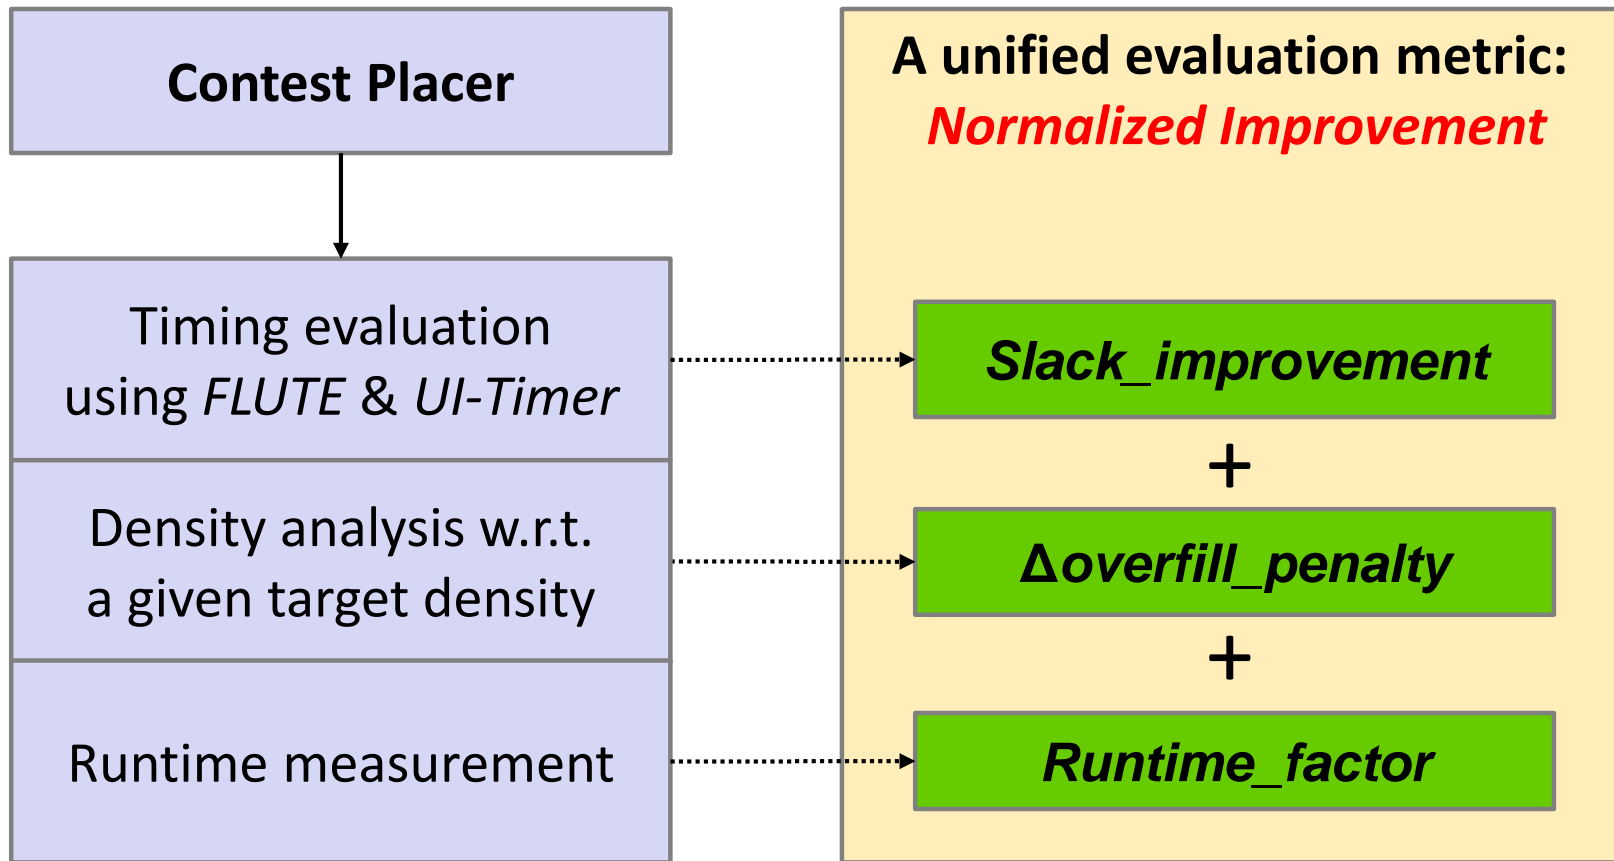 Contest Placer
Timing evaluation
using FLUTE & UI-Timer
Density analysis w.r.t.
a given target density
Runtime measurement
A unified evaluation metric:
Normalized Improvement
Slack_improvement
+
Δoverfill_penalty
+
Runtime_factor